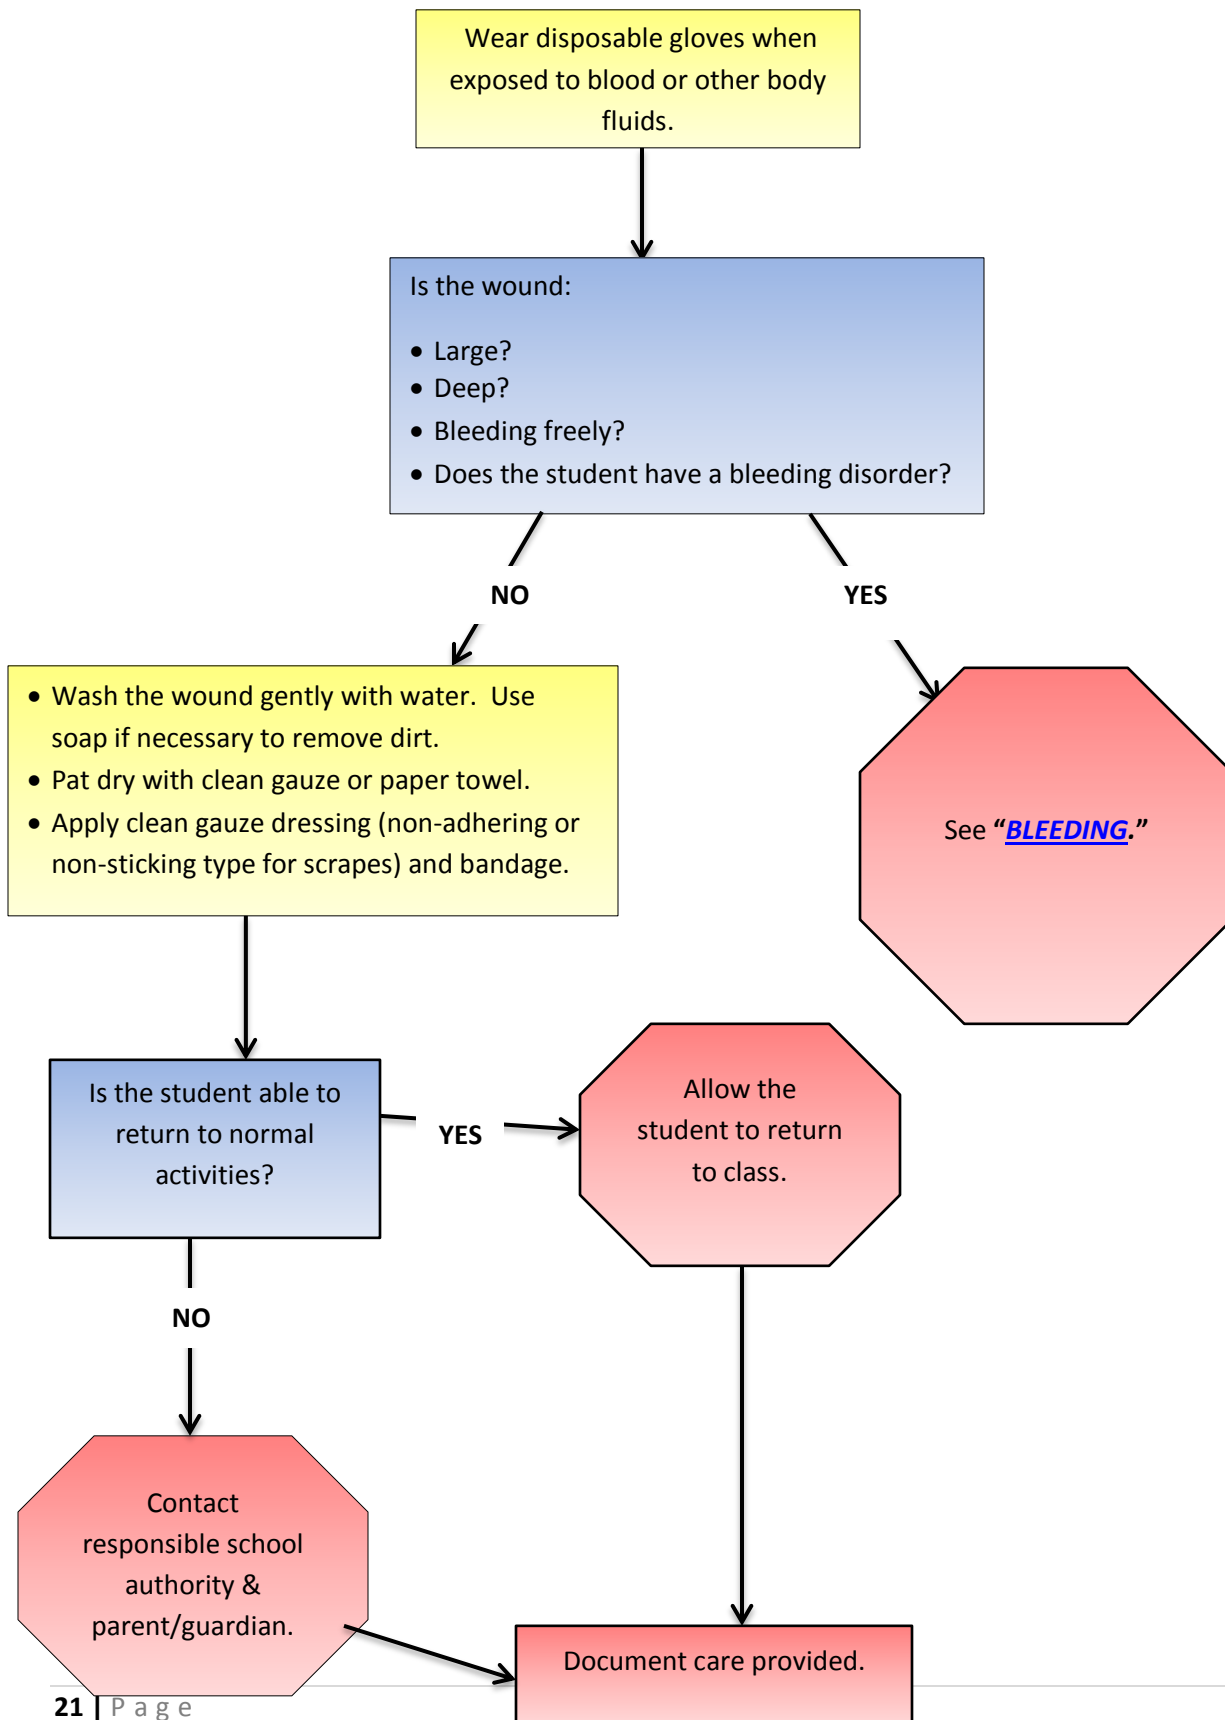 Wear disposable gloves when
exposed to blood or other body
fluids.
Is the wound:
• Large?
• Deep?
• Bleeding freely?
• Does the student have a bleeding disorder?
NO
YES
• Wash the wound gently with water.  Use
soap if necessary to remove dirt.
• Pat dry with clean gauze or paper towel.
• Apply clean gauze dressing (non-adhering or
non-sticking type for scrapes) and bandage.
See “BLEEDING.”
Is the student able to
return to normal
activities?
YES
Allow the
student to return
to class.
NO
Contact
responsible school
authority &
parent/guardian.
Document care provided.
21 | Page